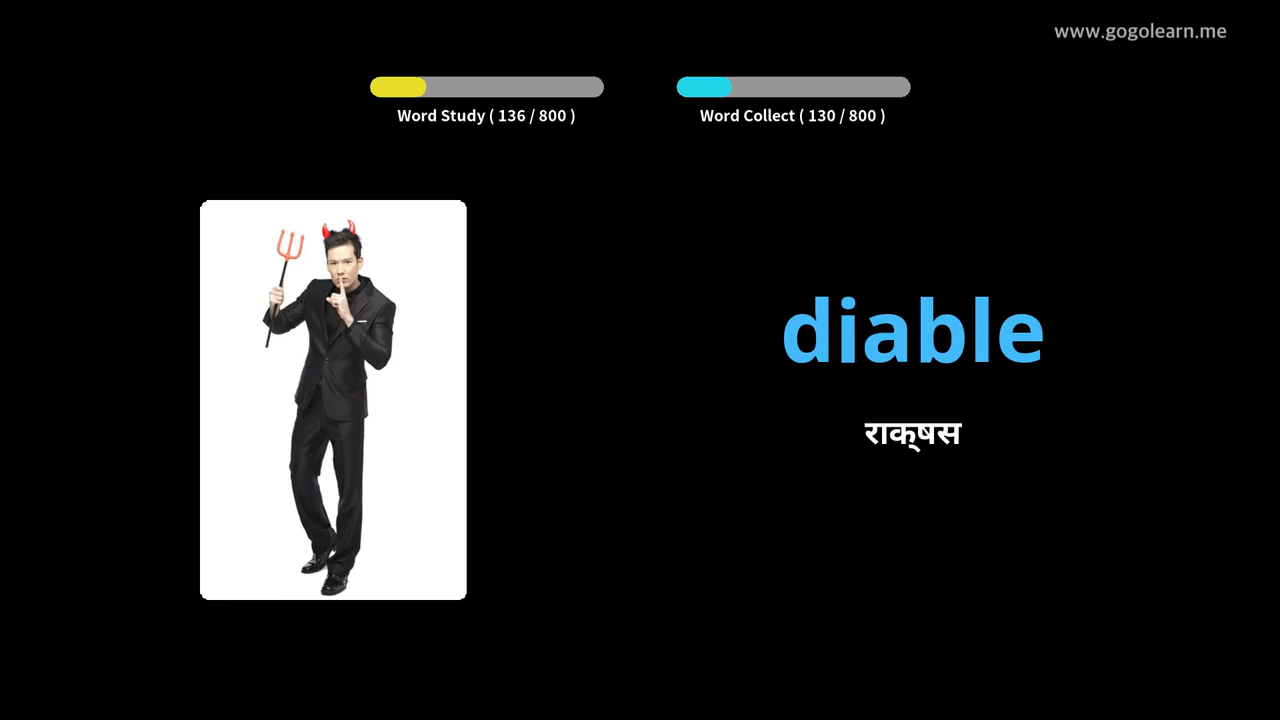 www.gogolearn.me
Word Study ( 136 / 800 )
Word Collect ( 130 / 800 )
diable
राक्षस